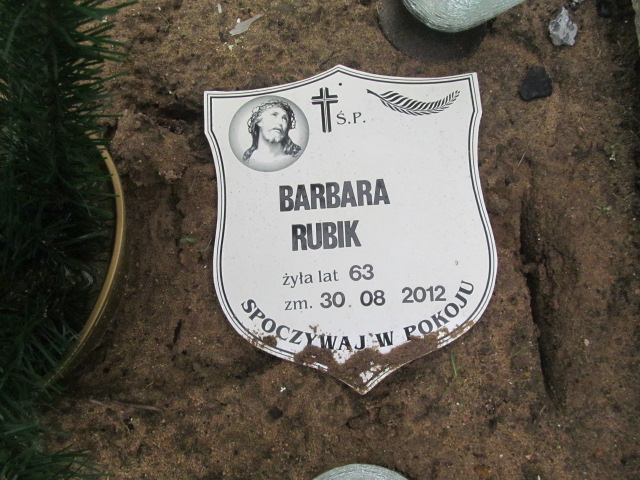 Ś.P.
BARBARA
RUBIK
żyła lat 63
zm. 30 08 2012
SPOCZYWAJ W POKOJU